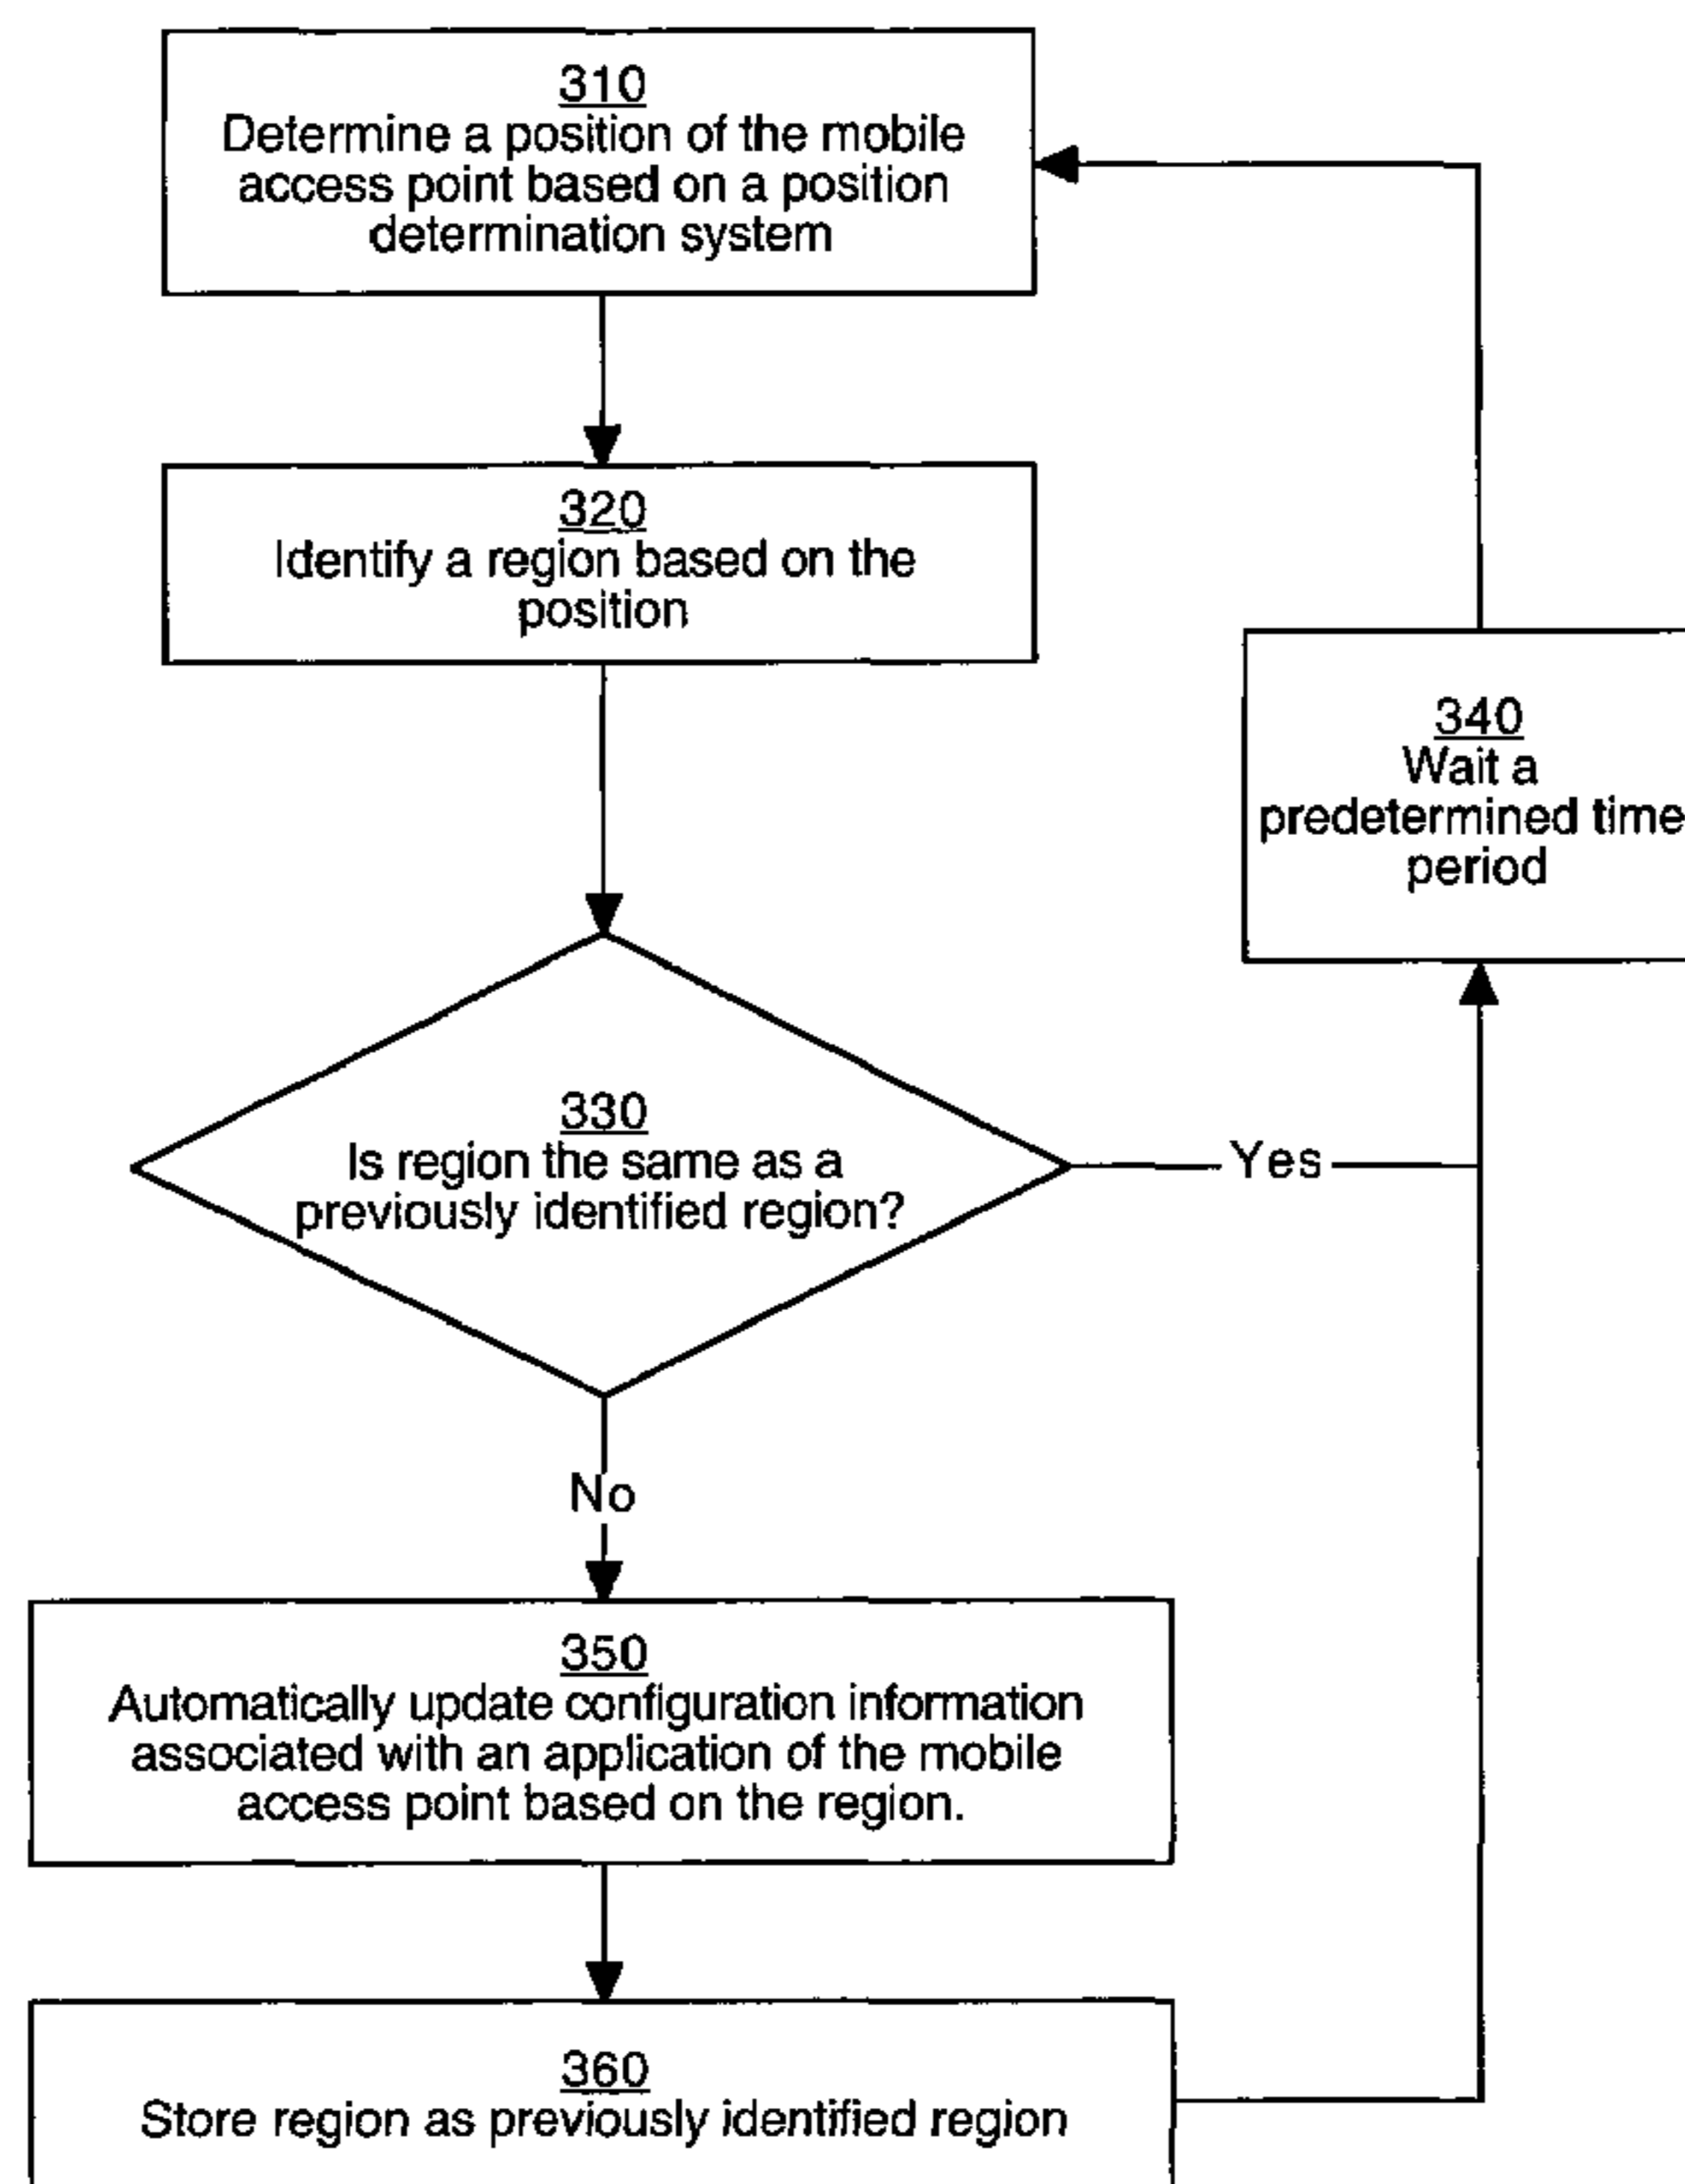 310
Determine a position of the mobile
access point based on a position
determination system
320
Identify a region based on the
position
340
Wait a
predetermined time
period
330
Is region the same as a
previously identified region?
Yes
No
350
Automatically update configuration information
associated with an application of the mobile
access point based on the region.
360
Store region as previously identified region